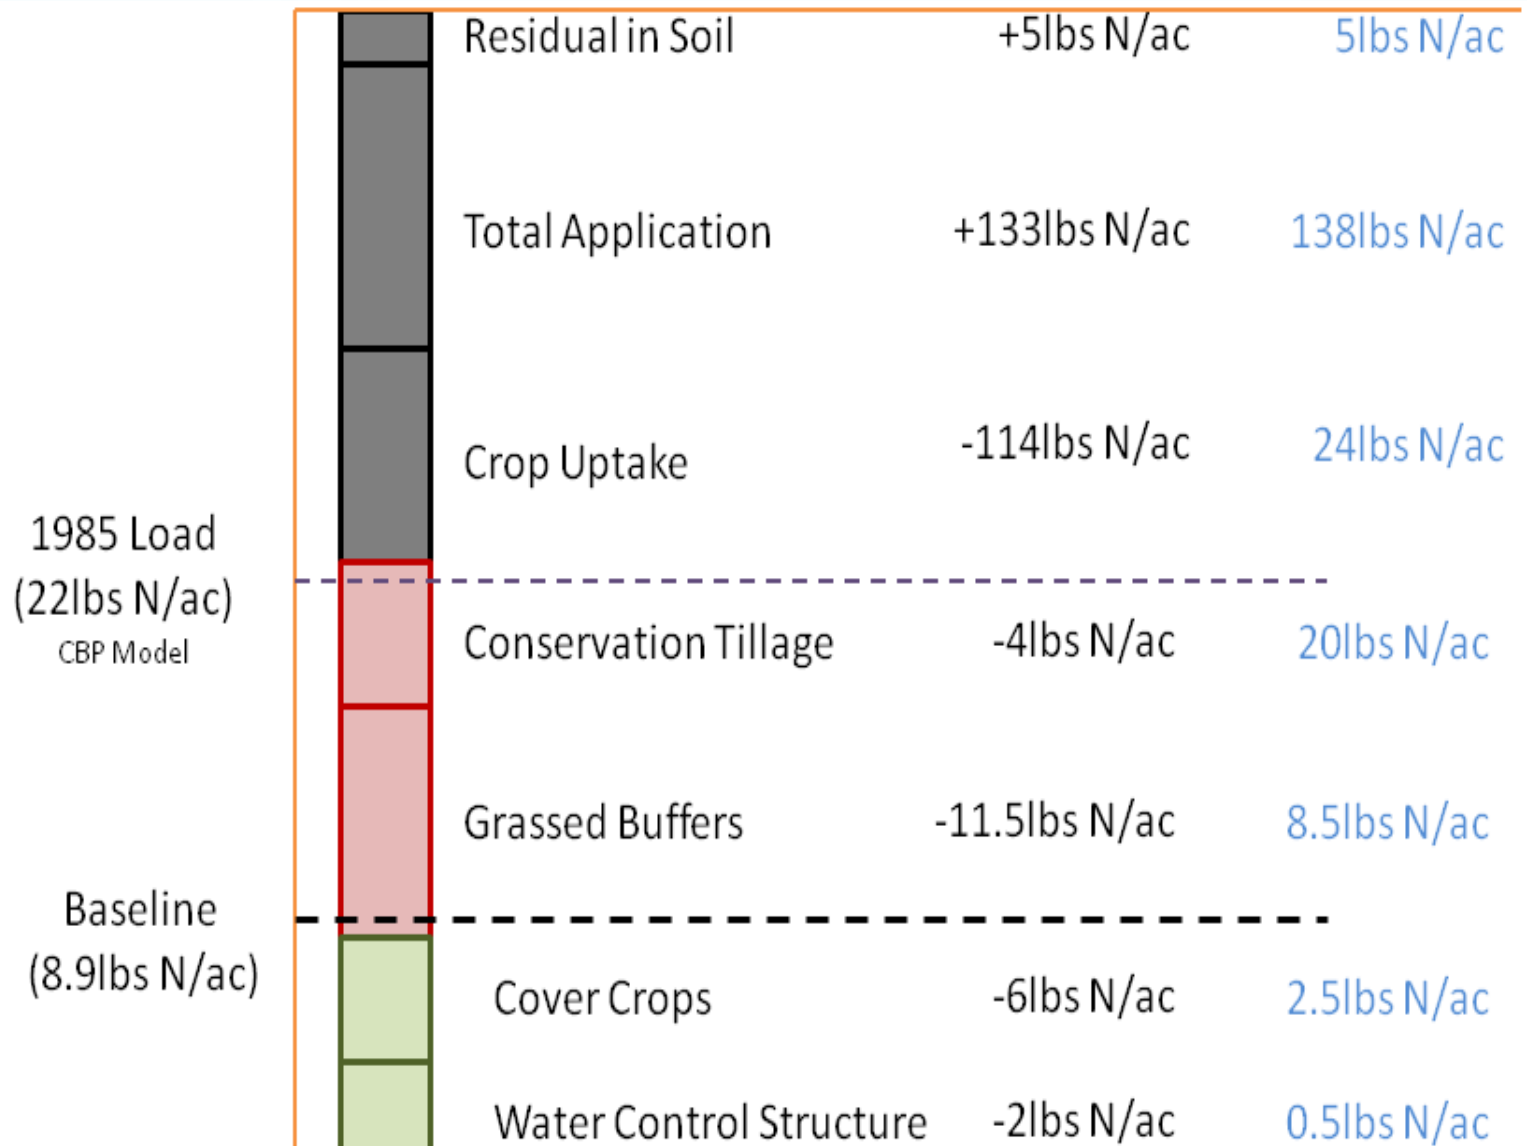 Residual in Soil +5lbs N/ac 5lbs N/ac
Total Application +133lbs N/ac 138lbs N/ac
Crop Uptake -114lbs N/ac 24lbs N/ac
1985 Load
(22lbs N/ac)
CBP Model
Conservation Tillage -4lbs N/ac 20lbs N/ac
Grassed Buffers -11.5lbs N/ac 8.5lbs N/ac
Baseline
(8.9lbs N/ac)
Cover Crops -6lbs N/ac 2.5lbs N/ac
Water Control Structure -2lbs N/ac 0.5lbs N/ac